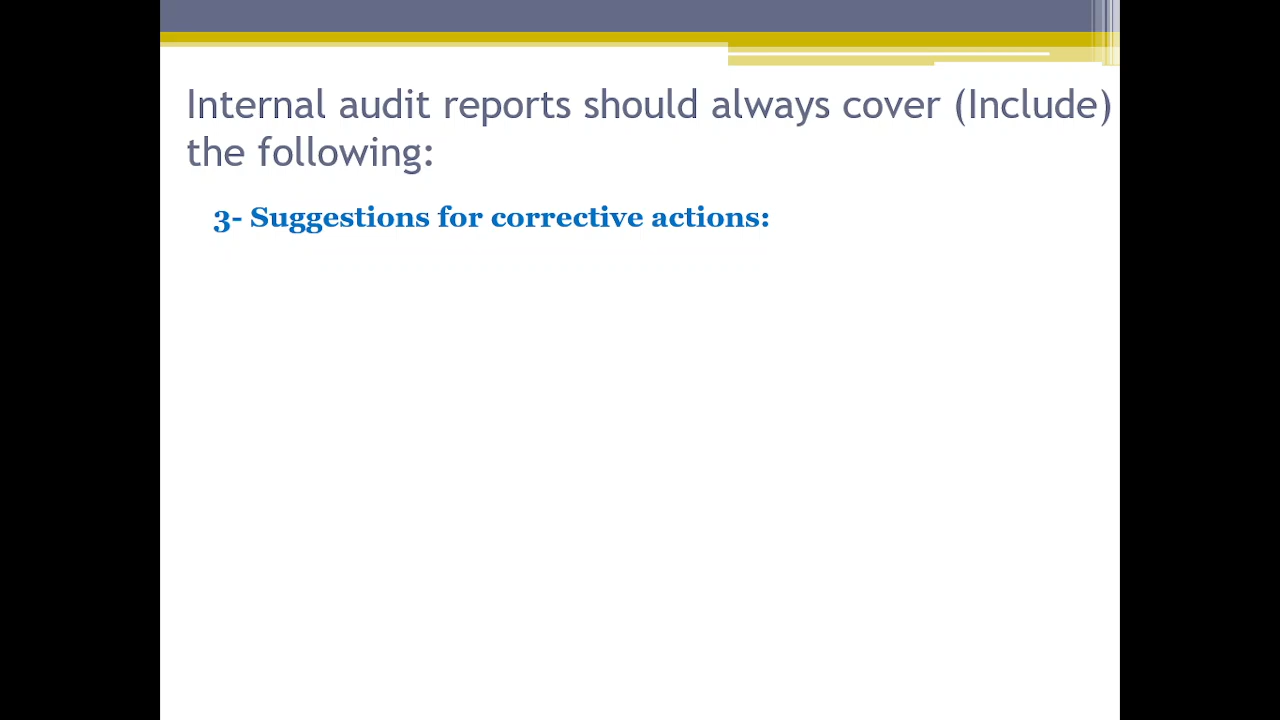 Internal audit reports should always cover (Include)
the following:
3- Suggestions for corrective actions: